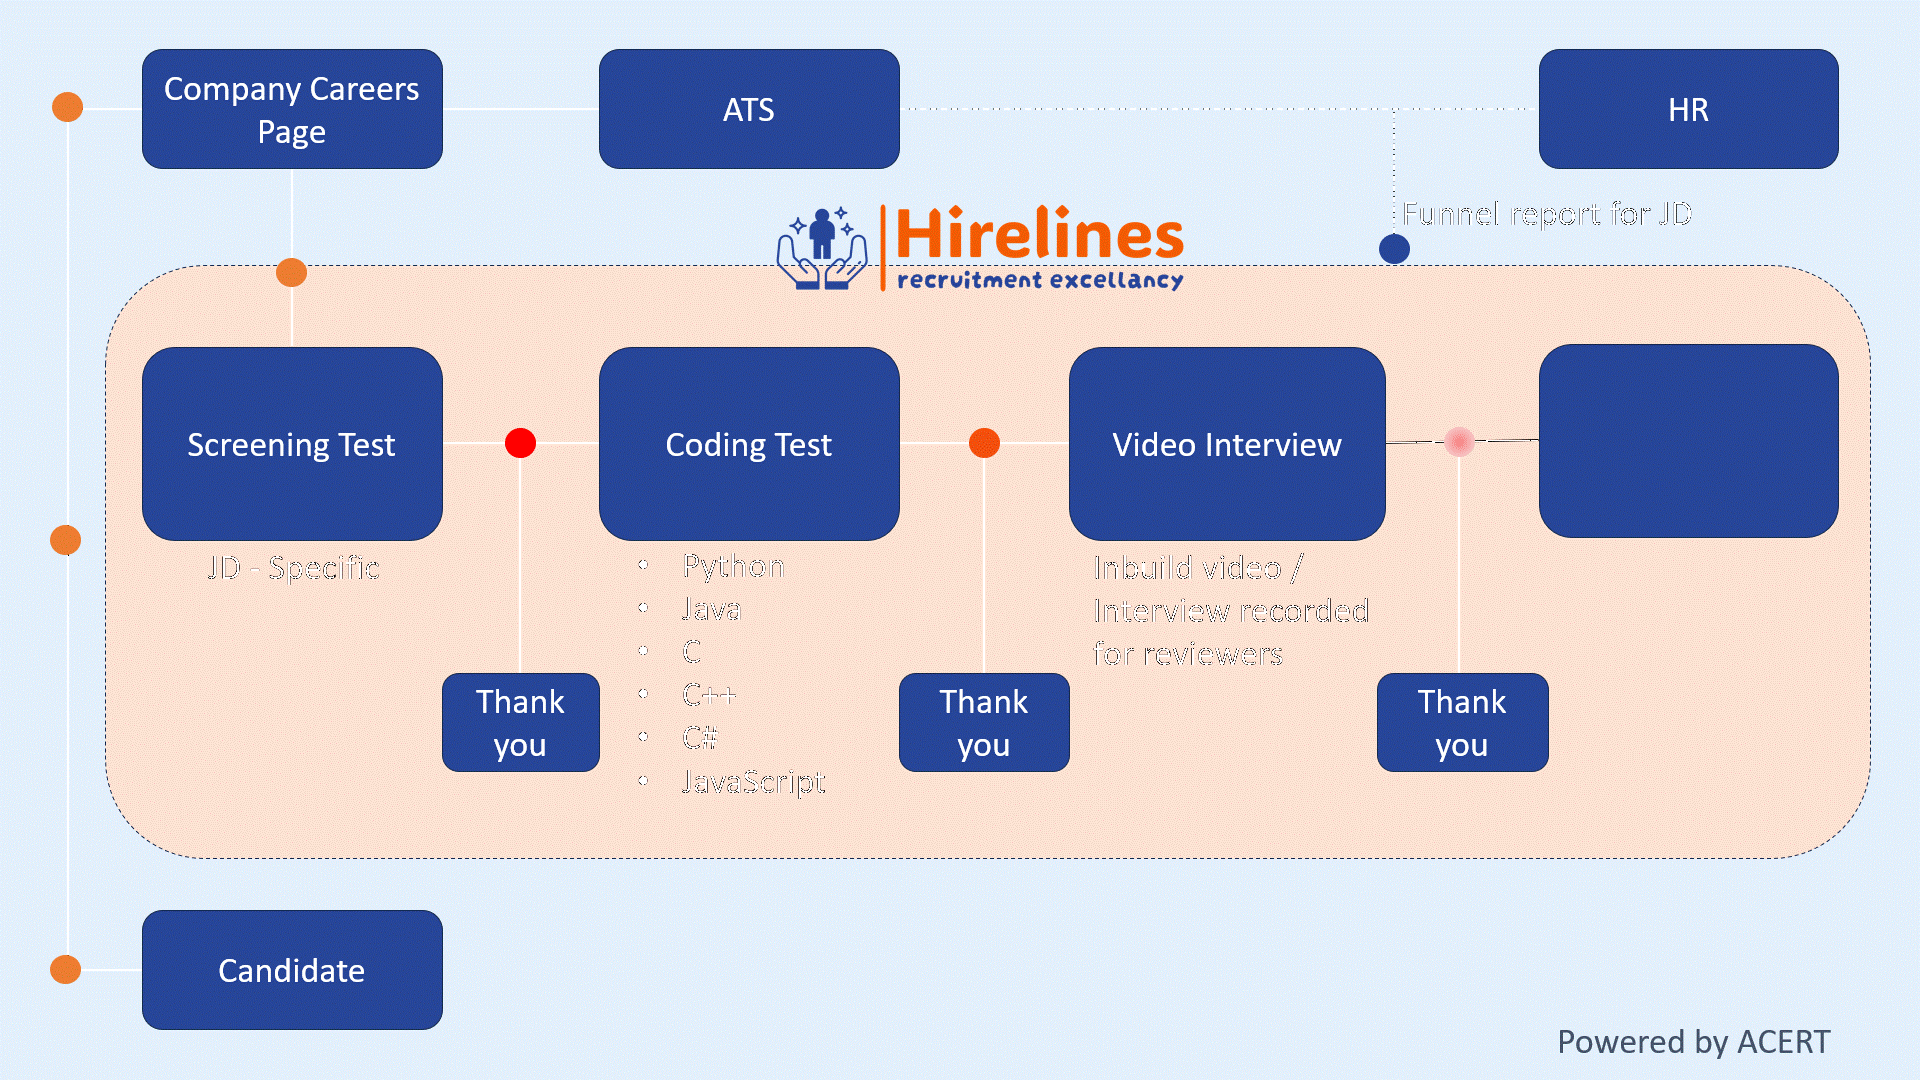 Company Careers
Page
ATS
HR
Funnel report for JD
Hirelines
recruitment excellancy
Screening Test
Coding Test
Video Interview
JD - Specific
• Python
• Java
• C
• C++
• C#
• JavaScript
Inbuild video /
Interview recorded
for reviewers
Thank
you
Thank
you
Thank
you
Candidate
Powered by ACERT